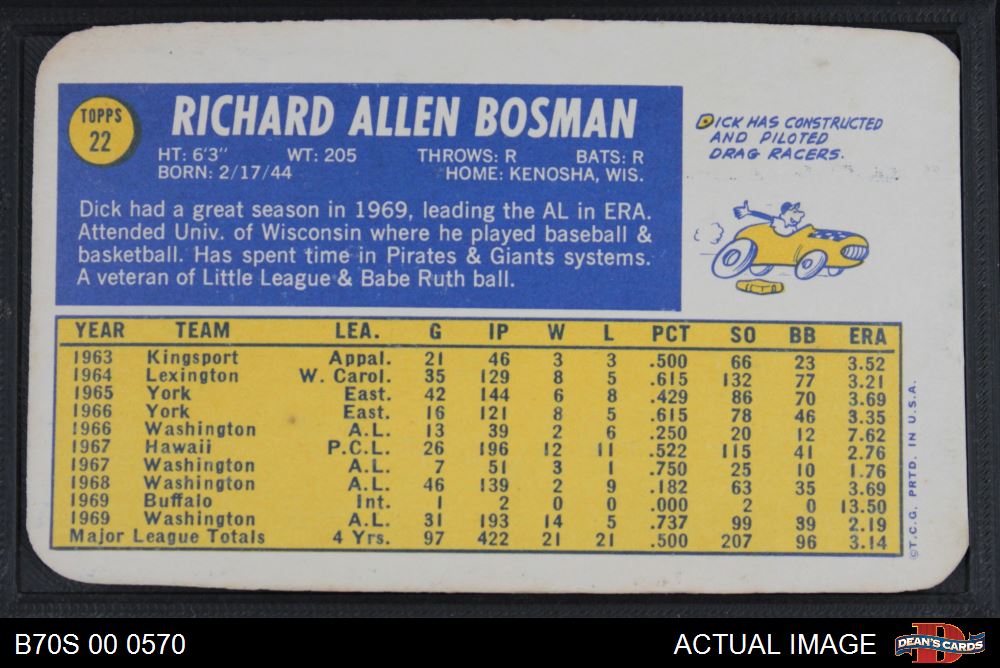 TOPPS
22
RICHARD ALLEN BOSMAN
HT: 6'3" WT: 205 THROWS: R BATS: R
BORN: 2/17/44 HOME: KENOSHA, WIS.
Dick had a great season in 1969, leading the AL in ERA.
Attended Univ. of Wisconsin where he played baseball &
basketball. Has spent time in Pirates & Giants systems.
A veteran of Little League & Babe Ruth ball.
DICK HAS CONSTRUCTED
AND PILOTED
DRAG RACERS.
YEAR TEAM LEA. G IP W L PCT SO BB ERA
1963 Kingsport Appal. 21 46 3 3 .500 66 23 3.52
1964 Lexington W. Carol. 35 129 8 5 .615 132 77 3.21
1965 York East. 42 144 6 8 .429 86 70 3.69
1966 York East. 16 121 8 5 .615 78 46 3.35
1966 Washington A.L. 13 39 2 6 .250 20 12 7.62
1967 Hawaii P.C.L. 26 196 12 11 .522 115 41 2.76
1967 Washington A.L. 7 51 3 1 .750 25 10 1.76
1968 Washington A.L. 46 139 2 9 .182 63 35 3.69
1969 Buffalo Int. 1 2 0 0 .000 2 0 13.50
1969 Washington A.L. 31 193 14 5 .737 99 39 2.19
Major League Totals 4 Yrs. 97 422 21 21 .500 207 96 3.14
©T.C.G. PRTD. IN U.S.A.
B70S 00 0570 ACTUAL IMAGE
DEAN'S CARDS